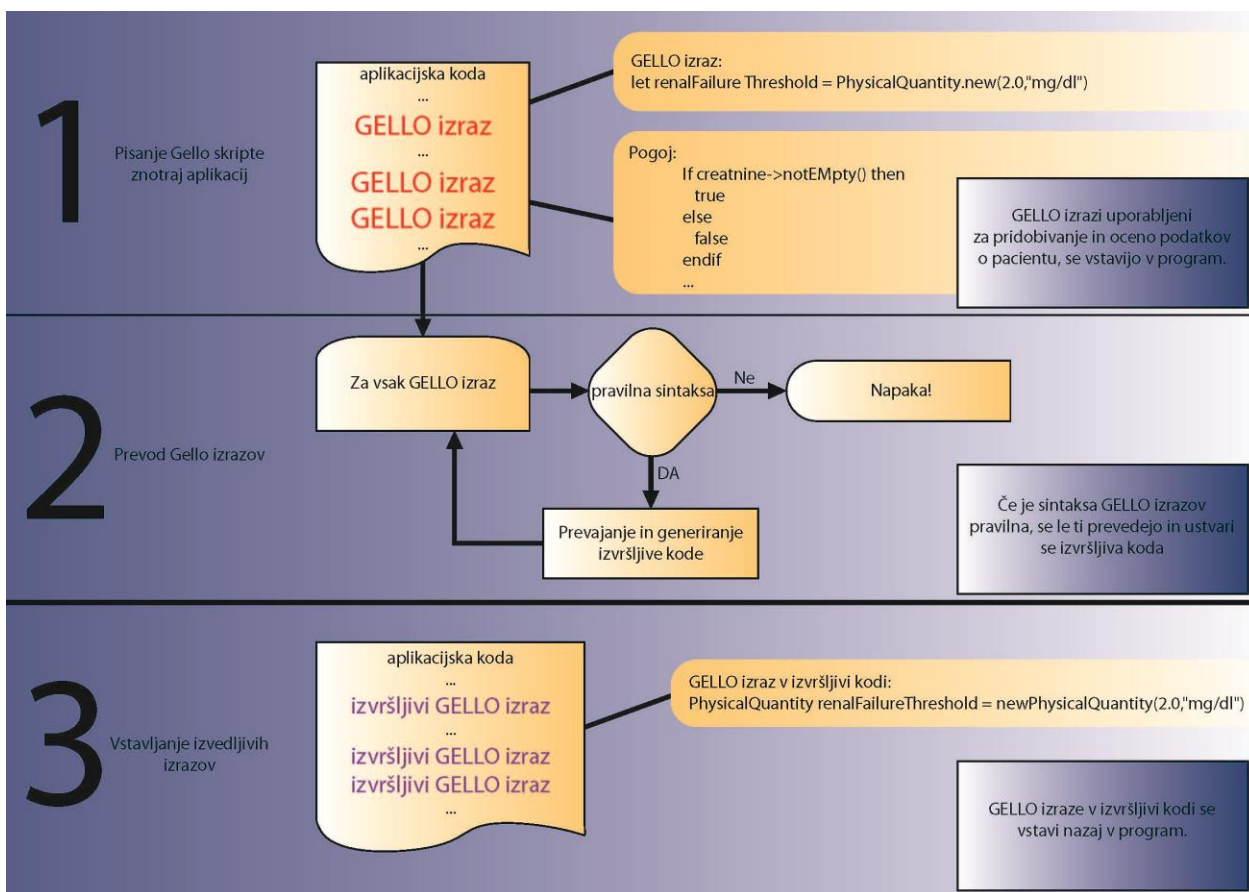 1
Pisanje Gello skripte
znotraj aplikacij
aplikacijska koda
...
GELLO izraz
...
GELLO izraz
GELLO izraz
...
GELLO izraz:
let renalFailure Threshold = PhysicalQuantity.new(2.0,"mg/dl")
Pogoj:
If creatnine->notEMpty() then
true
else
false
endif
...
GELLO izrazi uporabljeni
za pridobivanje in oceno podatkov
o pacientu, se vstavijo v program.
2
Prevod Gello izrazov
Za vsak GELLO izraz
pravilna sintaksa
Ne
Napaka!
DA
Prevajanje in generiranje
izvršljive kode
Če je sintaksa GELLO izrazov
pravilna, se le ti prevedejo in ustvari
se izvršljiva koda
3
Vstavljanje izvedljivih
izrazov
aplikacijska koda
...
izvršljivi GELLO izraz
...
izvršljivi GELLO izraz
izvršljivi GELLO izraz
...
GELLO izraz v izvršljivi kodi:
PhysicalQuantity renalFailureThreshold = newPhysicalQuantity(2.0,"mg/dl")
GELLO izraze v izvršljivi kodi se
vstavi nazaj v program.